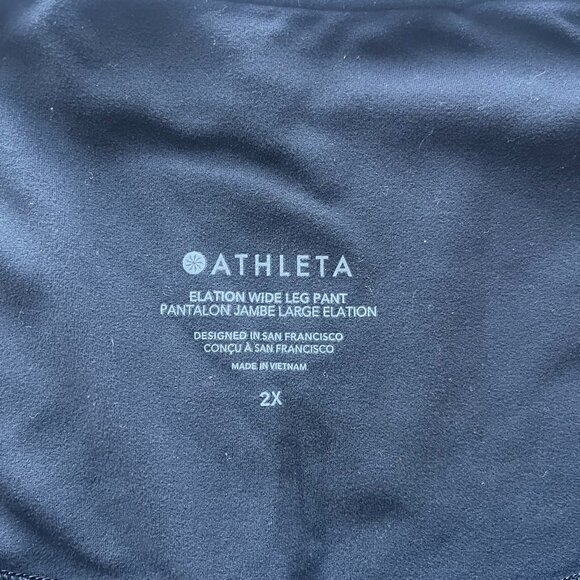 ATHLETA
ELATION WIDE LEG PANT
PANTALON JAMBE LARGE ELATION
DESIGNED IN SAN FRANCISCO
CONÇU À SAN FRANCISCO
MADE IN VIETNAM
2X